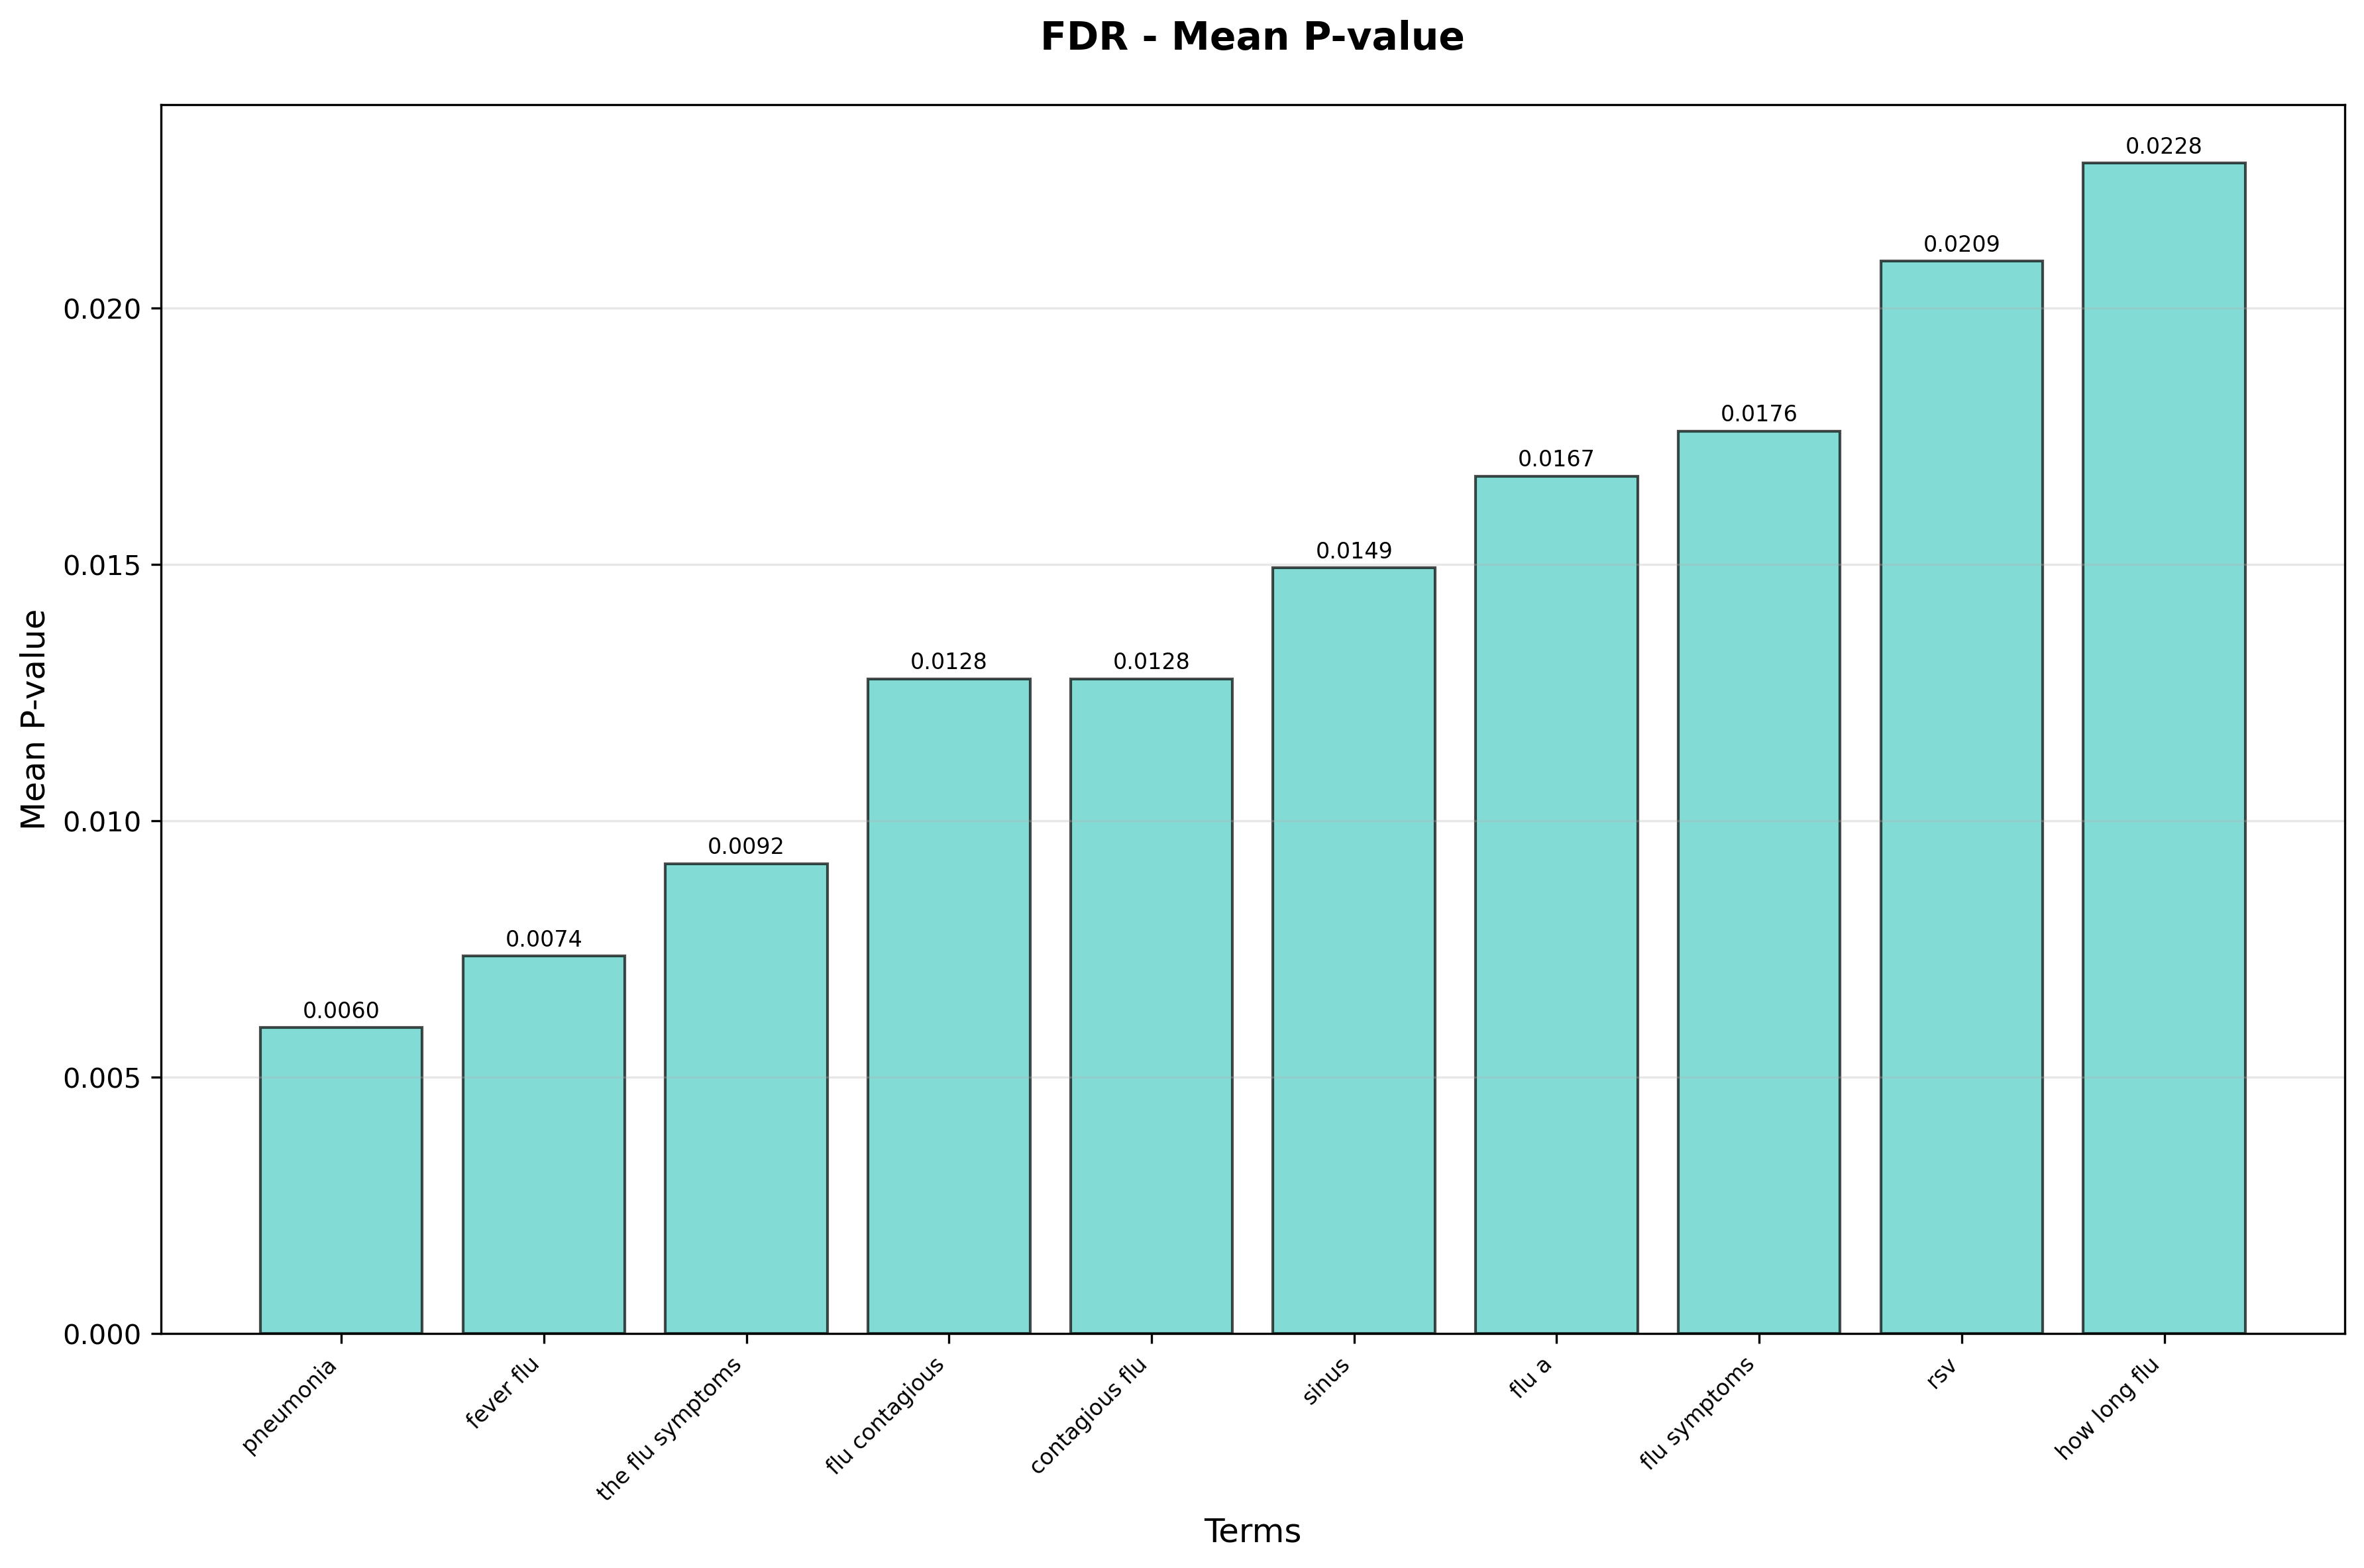 FDR - Mean P-value
Mean P-value
0.020
0.015
0.010
0.005
0.000
0.0060
0.0074
0.0092
0.0128
0.0128
0.0149
0.0167
0.0176
0.0209
0.0228
pneumonia
fever flu
the flu symptoms
flu contagious
contagious flu
sinus
flu a
flu symptoms
rsv
how long flu
Terms